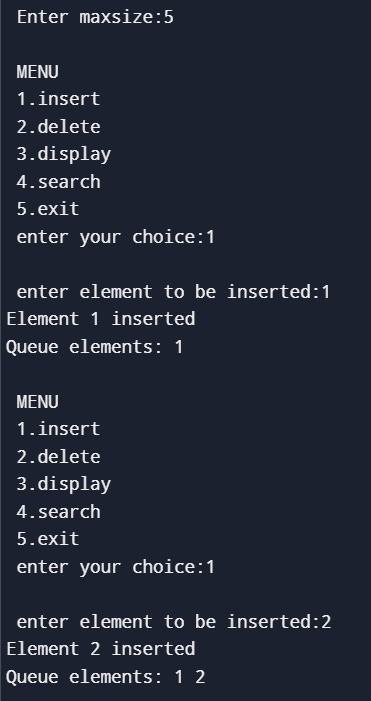 Enter maxsize:5
MENU
1.insert
2.delete
3.display
4.search
5.exit
enter your choice:1
enter element to be inserted:1
Element 1 inserted
Queue elements: 1
MENU
1.insert
2.delete
3.display
4.search
5.exit
enter your choice:1
enter element to be inserted:2
Element 2 inserted
Queue elements: 1 2